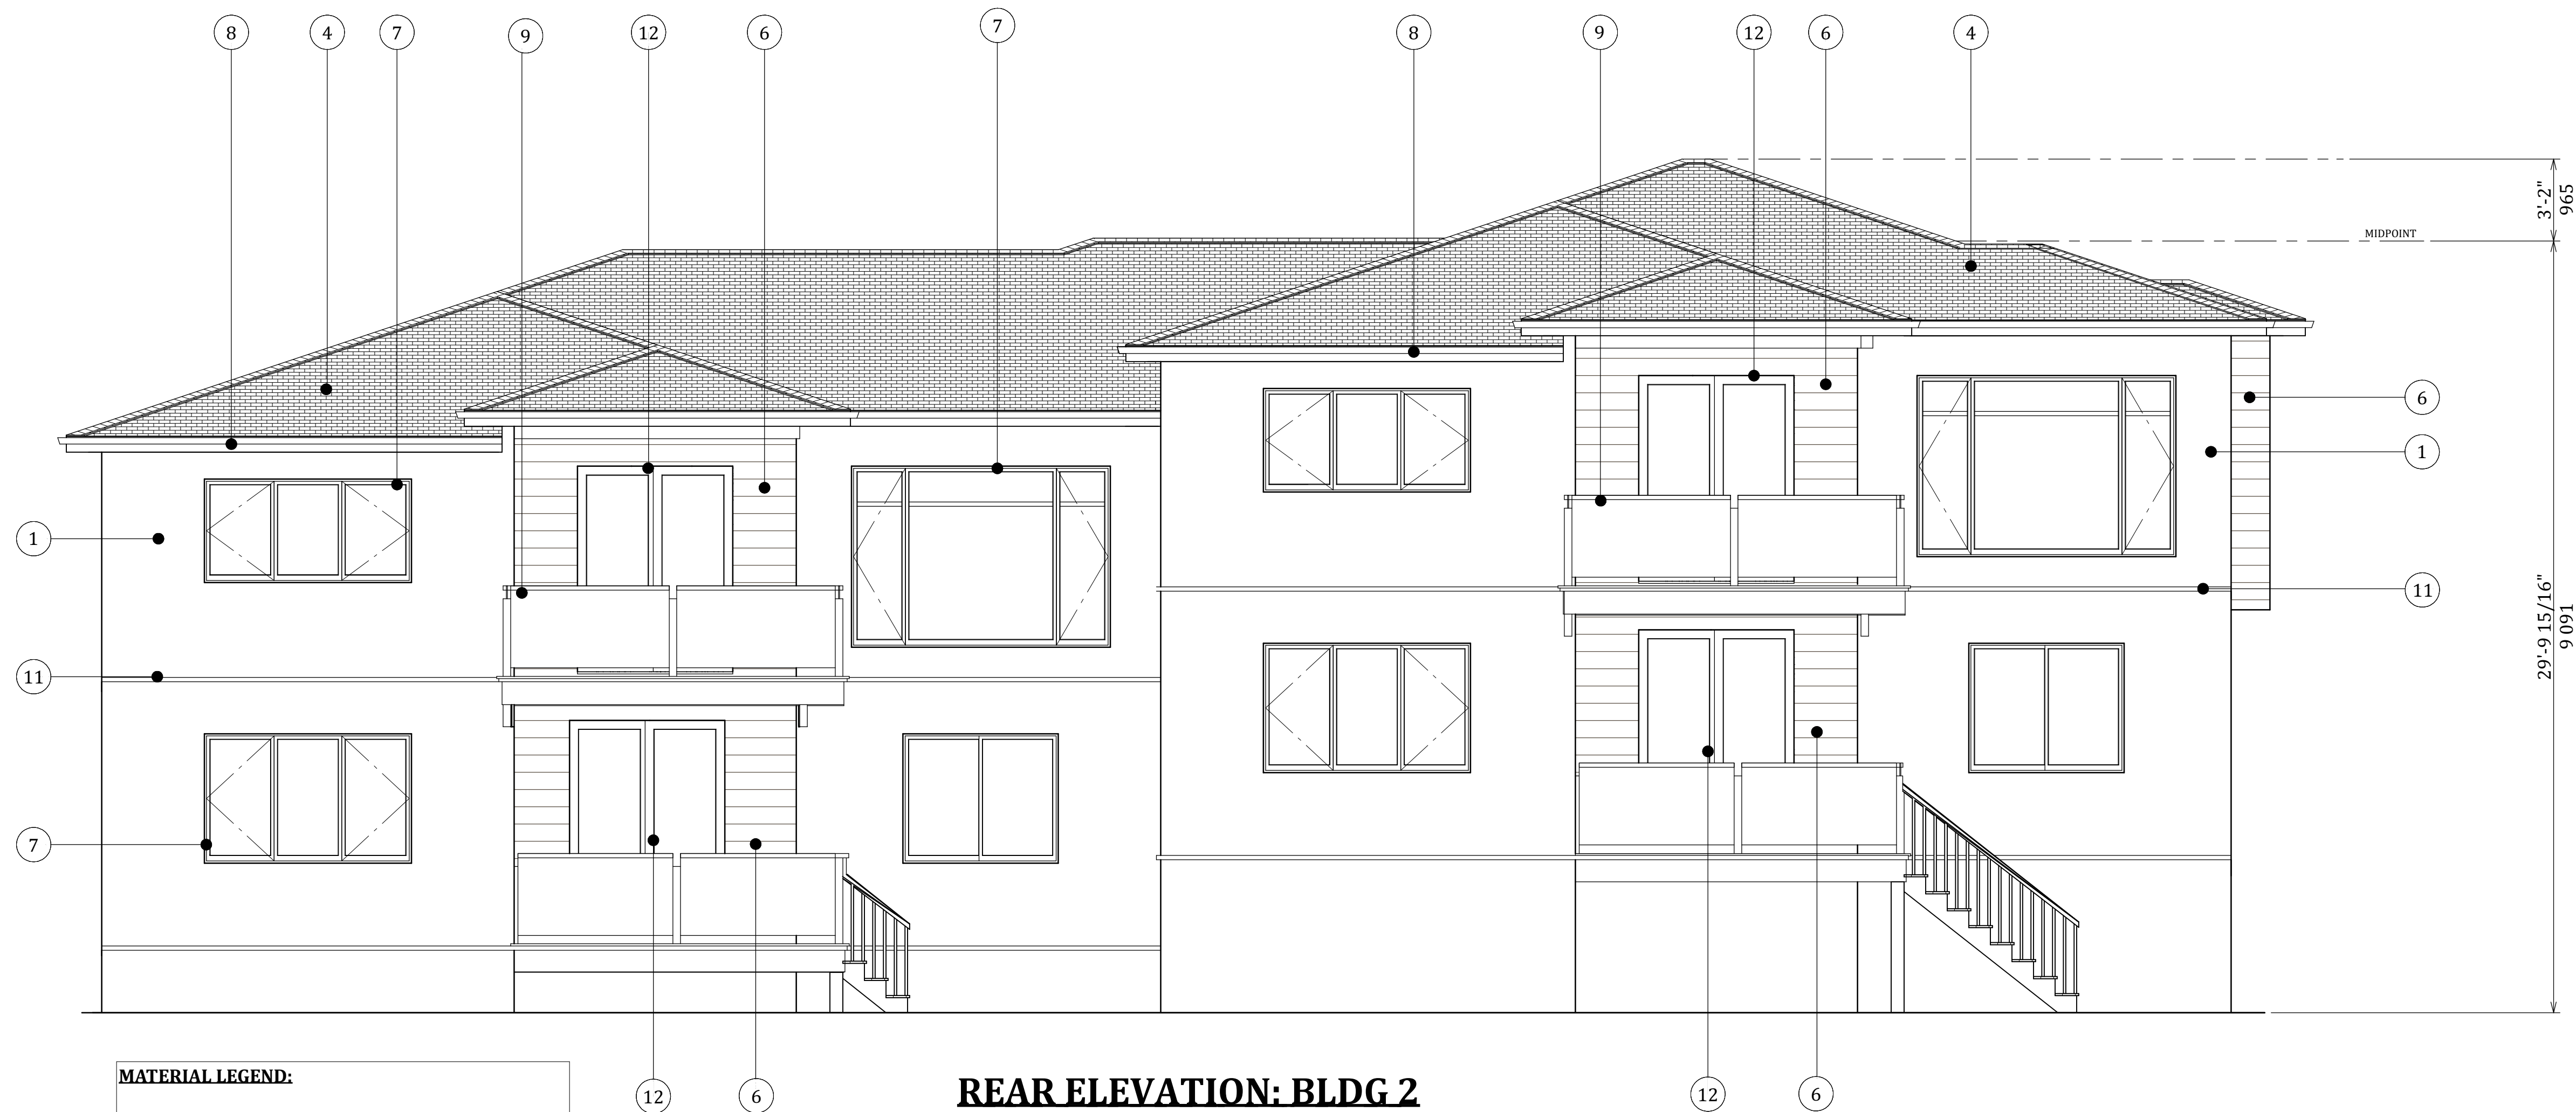 8 4 7 9 12 6 7 8 9 12 6 4
3'-2"
965
MIDPOINT
6
1
1
11
29'-9 15/16"
9 091
11
7
MATERIAL LEGEND:
12 6 12 6
REAR ELEVATION: BLDG 2